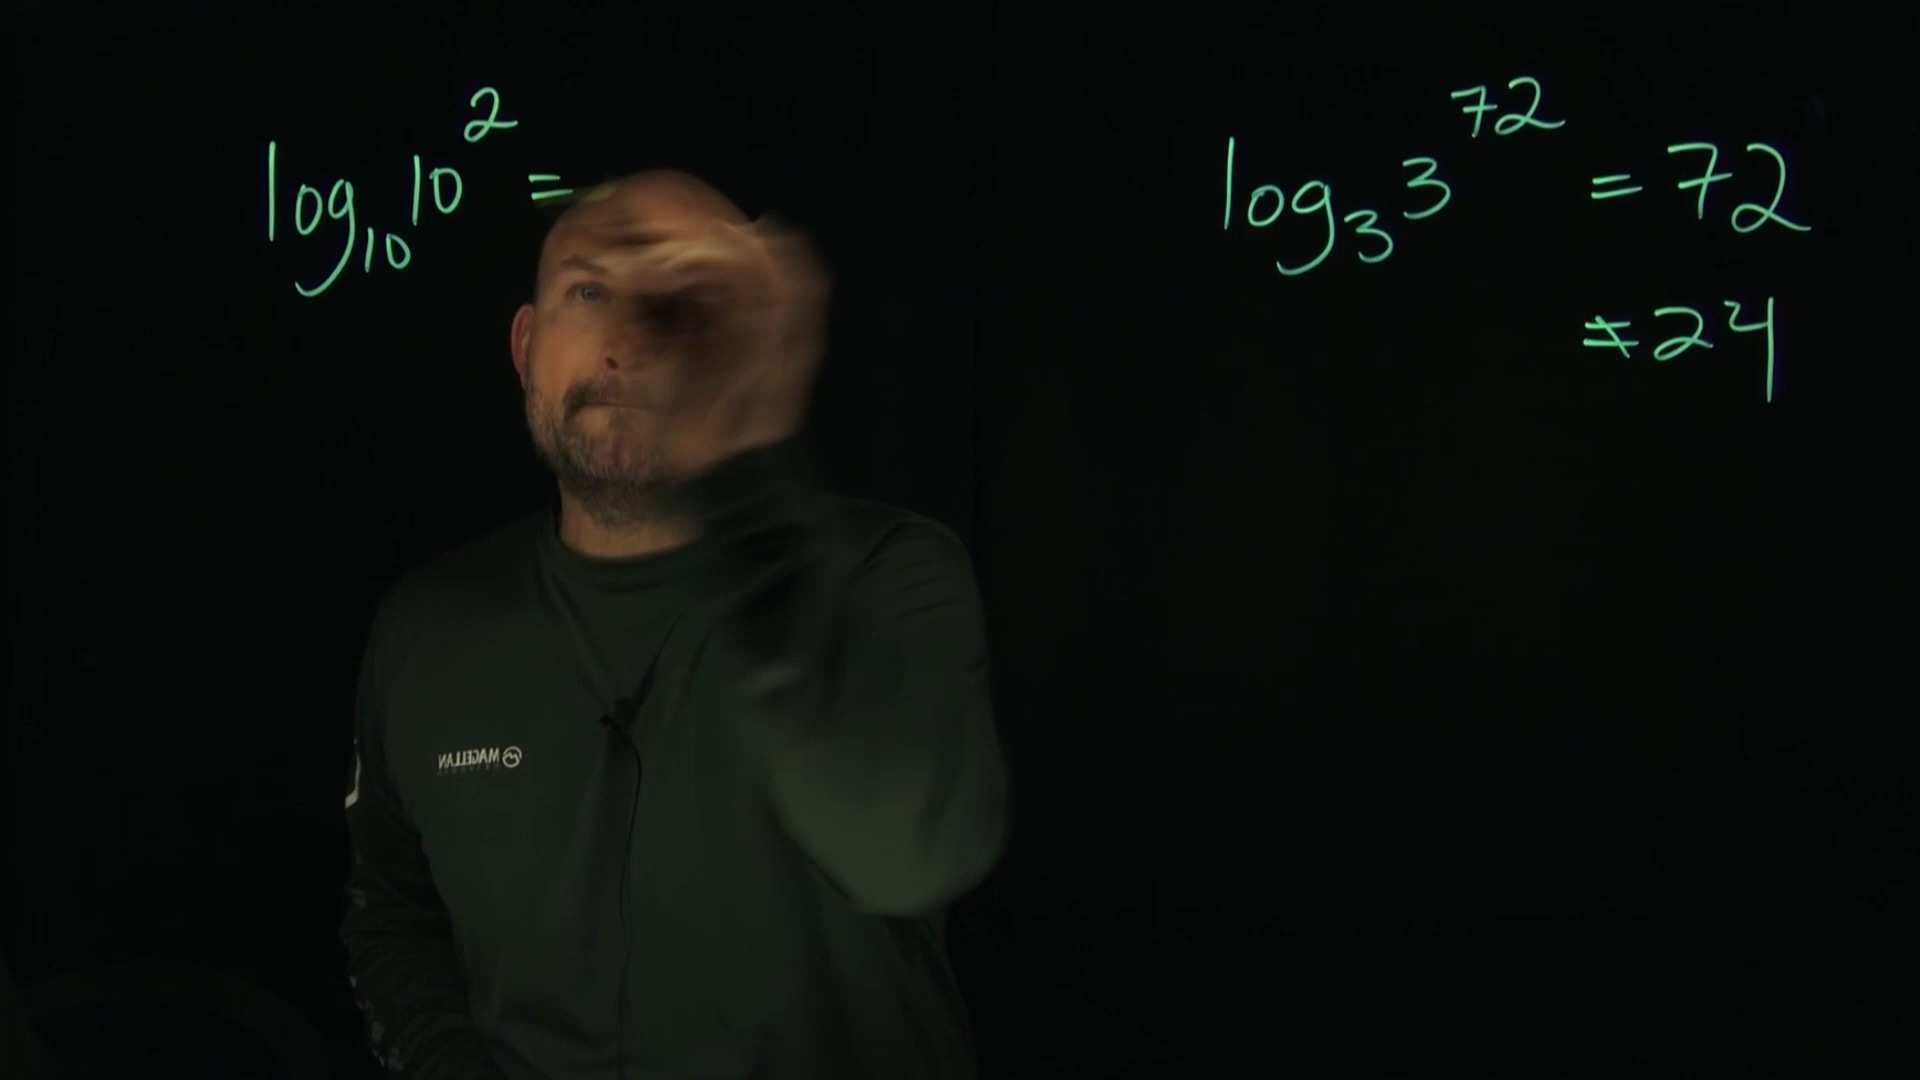 log₁₀10² =
log₃3⁷² = 72
≠ 24
MAGELLAN